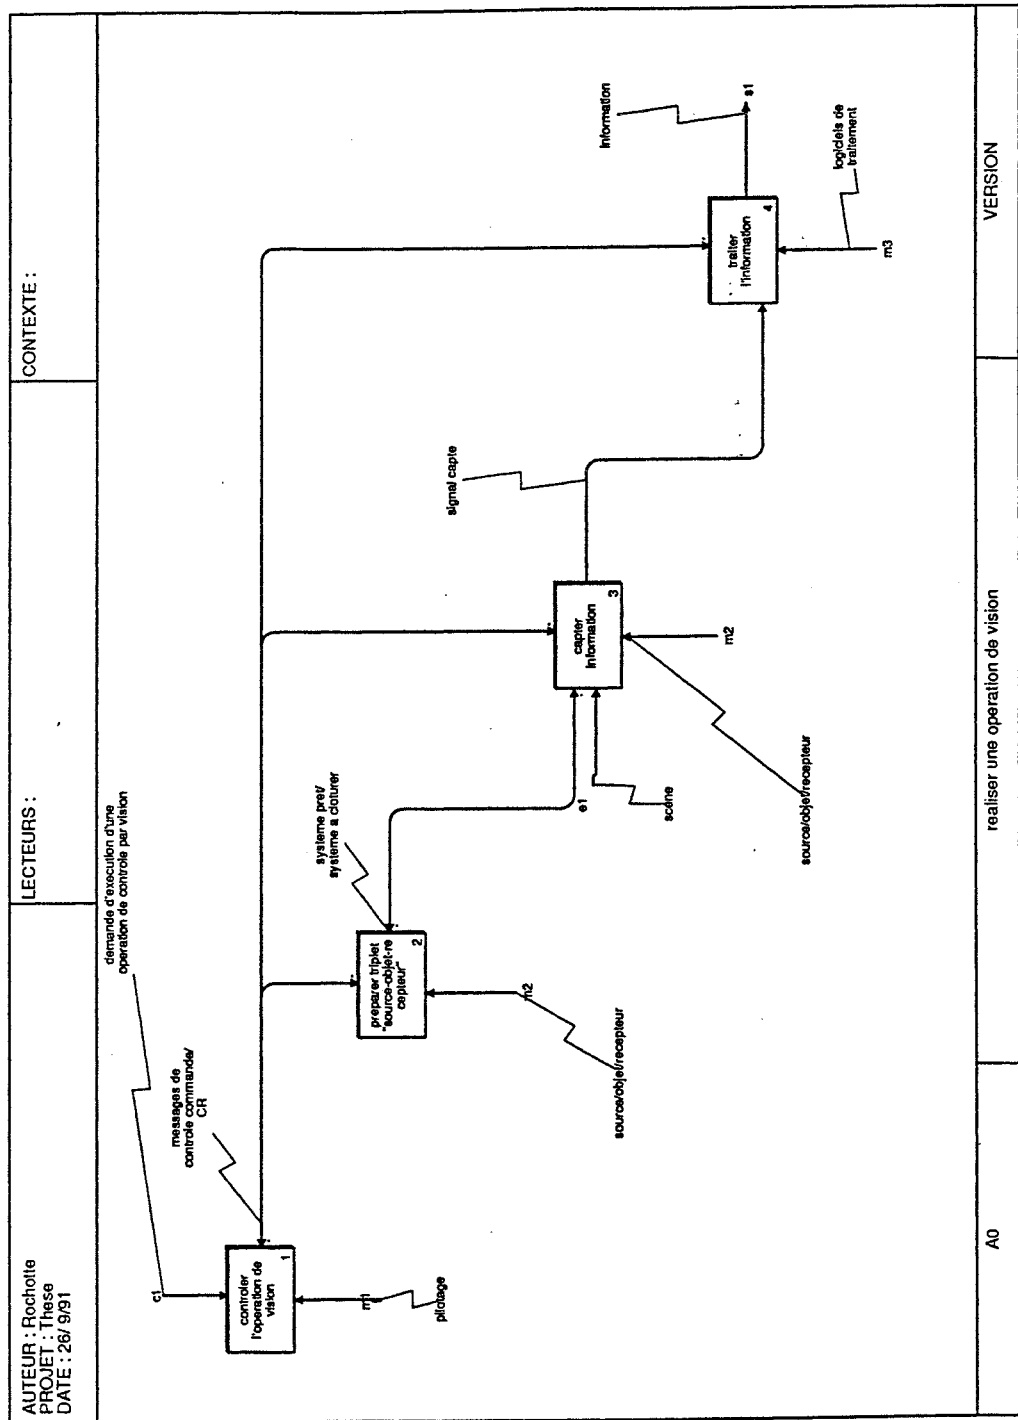 AUTEUR : Rochotte
PROJET : These
DATE : 26/ 9/91
LECTEURS :
CONTEXTE :
demande d'execution d'une
operation de controle par vision
c1
messages de
controle commande/
CR
controler
l'operation de
vision
1
m1
pilotage
preparer triplet
"source-objet-re
cepteur"
2
m2
source/objet/recepteur
systeme pret/
systeme a cloturer
e1
scene
capter
Information
3
m2
source/objet/recepteur
signal capte
traiter
l'information
4
m3
logiciels de
traitement
Information
s1
A0
realiser une operation de vision
VERSION